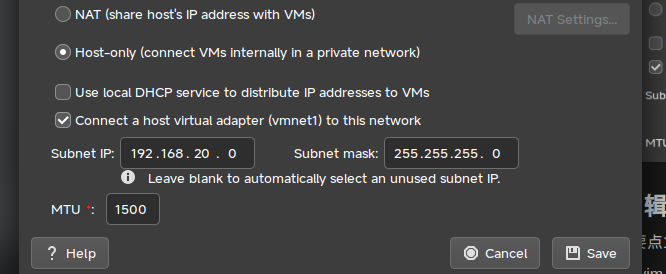 NAT (share host's IP address with VMs)
NAT Settings...
Host-only (connect VMs internally in a private network)
Use local DHCP service to distribute IP addresses to VMs
Connect a host virtual adapter (vmnet1) to this network
Sub
Subnet IP: 192.168. 20 . 0 Subnet mask: 255.255.255. 0
MTU
Leave blank to automatically select an unused subnet IP.
MTU *: 1500
辑
要点
Help Cancel Save
vim